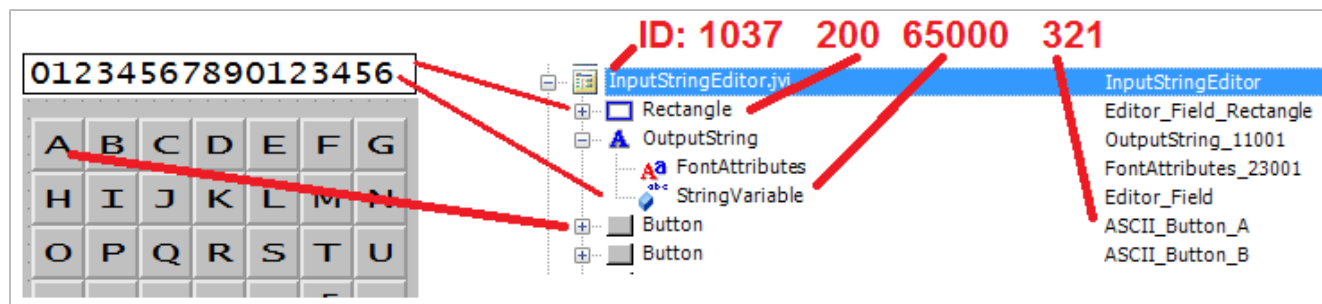 ID: 1037 200 65000 321
01234567890123456
InputStringEditor.jvi InputStringEditor
Rectangle Editor_Field_Rectangle
A B C D E F G
OutputString OutputString_11001
FontAttributes FontAttributes_23001
H I J K L M N
StringVariable Editor_Field
Button ASCII_Button_A
O P Q R S T U
Button ASCII_Button_B